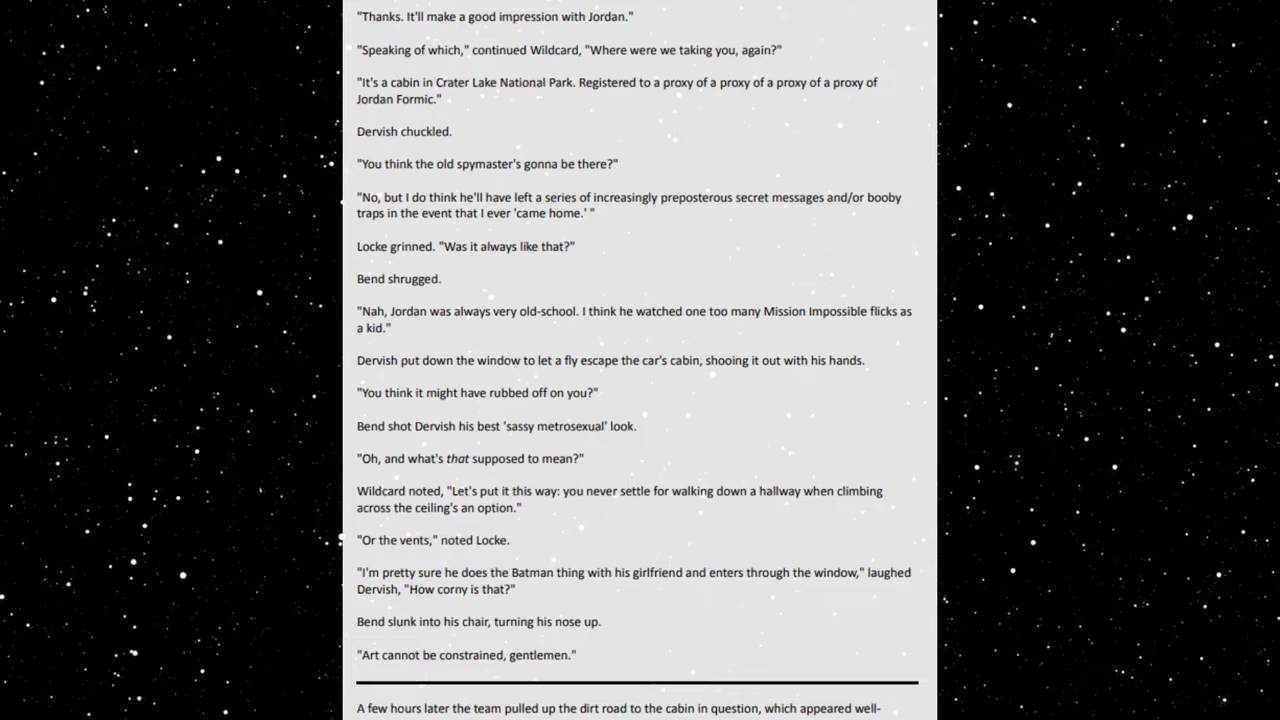 "Thanks. It'll make a good impression with Jordan."
"Speaking of which," continued Wildcard, "Where were we taking you, again?"
"It's a cabin in Crater Lake National Park. Registered to a proxy of a proxy of a proxy of a proxy of
Jordan Formic."
Dervish chuckled.
"You think the old spymaster's gonna be there?"
"No, but I do think he'll have left a series of increasingly preposterous secret messages and/or booby
traps in the event that I ever 'came home.' "
Locke grinned. "Was it always like that?"
Bend shrugged.
"Nah, Jordan was always very old-school. I think he watched one too many Mission Impossible flicks as
a kid."
Dervish put down the window to let a fly escape the car's cabin, shooing it out with his hands.
"You think it might have rubbed off on you?"
Bend shot Dervish his best 'sassy metrosexual' look.
"Oh, and what's that supposed to mean?"
Wildcard noted, "Let's put it this way: you never settle for walking down a hallway when climbing
across the ceiling's an option."
"Or the vents," noted Locke.
"I'm pretty sure he does the Batman thing with his girlfriend and enters through the window," laughed
Dervish, "How corny is that?"
Bend slunk into his chair, turning his nose up.
"Art cannot be constrained, gentlemen."
A few hours later the team pulled up the dirt road to the cabin in question, which appeared well-